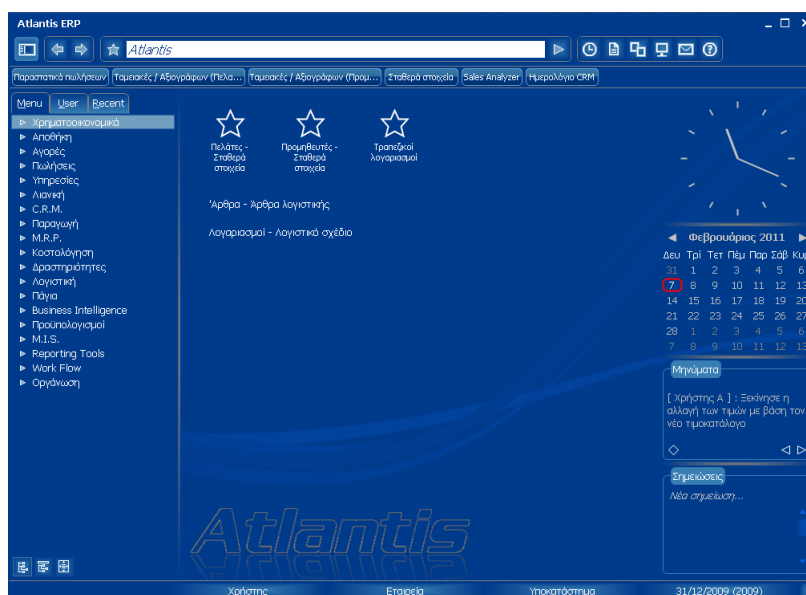 Atlantis ERP
Atlantis
Παραστατικά πωλήσεων
Ταμειακές / Αξιογράφων (Πελα...
Ταμειακές / Αξιογράφων (Προμ...
Σταθερά στοιχεία
Sales Analyzer
Ημερολόγιο CRM
Menu User Recent
Χρηματοοικονομικά
Αποθήκη
Αγορές
Πωλήσεις
Υπηρεσίες
Λιανική
C.R.M.
Παραγωγή
M.R.P.
Κοστολόγηση
Δραστηριότητες
Λογιστική
Πάγια
Business Intelligence
Προϋπολογισμοί
M.I.S.
Reporting Tools
Work Flow
Οργάνωση
Πελάτες -
Σταθερά
στοιχεία
Προμηθευτές -
Σταθερά
στοιχεία
Τραπεζικοί
λογαριασμοί
'Αρθρα - Άρθρα λογιστικής
Λογαριασμοί - Λογιστικό σχέδιο
Φεβρουάριος 2011
Δευ Τρί Τετ Πέμ Παρ Σάβ Κυρ
31 1 2 3 4 5 6
7 8 9 10 11 12 13
14 15 16 17 18 19 20
21 22 23 24 25 26 27
28 1 2 3 4 5 6
7 8 9 10 11 12 13
Μηνύματα
[ Χρήστης Α ] : Ξεκίνησε η
αλλαγή των τιμών με βάση τον
νέο τιμοκατάλογο
Σημειώσεις
Νέα σημείωση...
Atlantis
Χρήστης Εταιρεία Υποκατάστημα 31/12/2009 (2009)